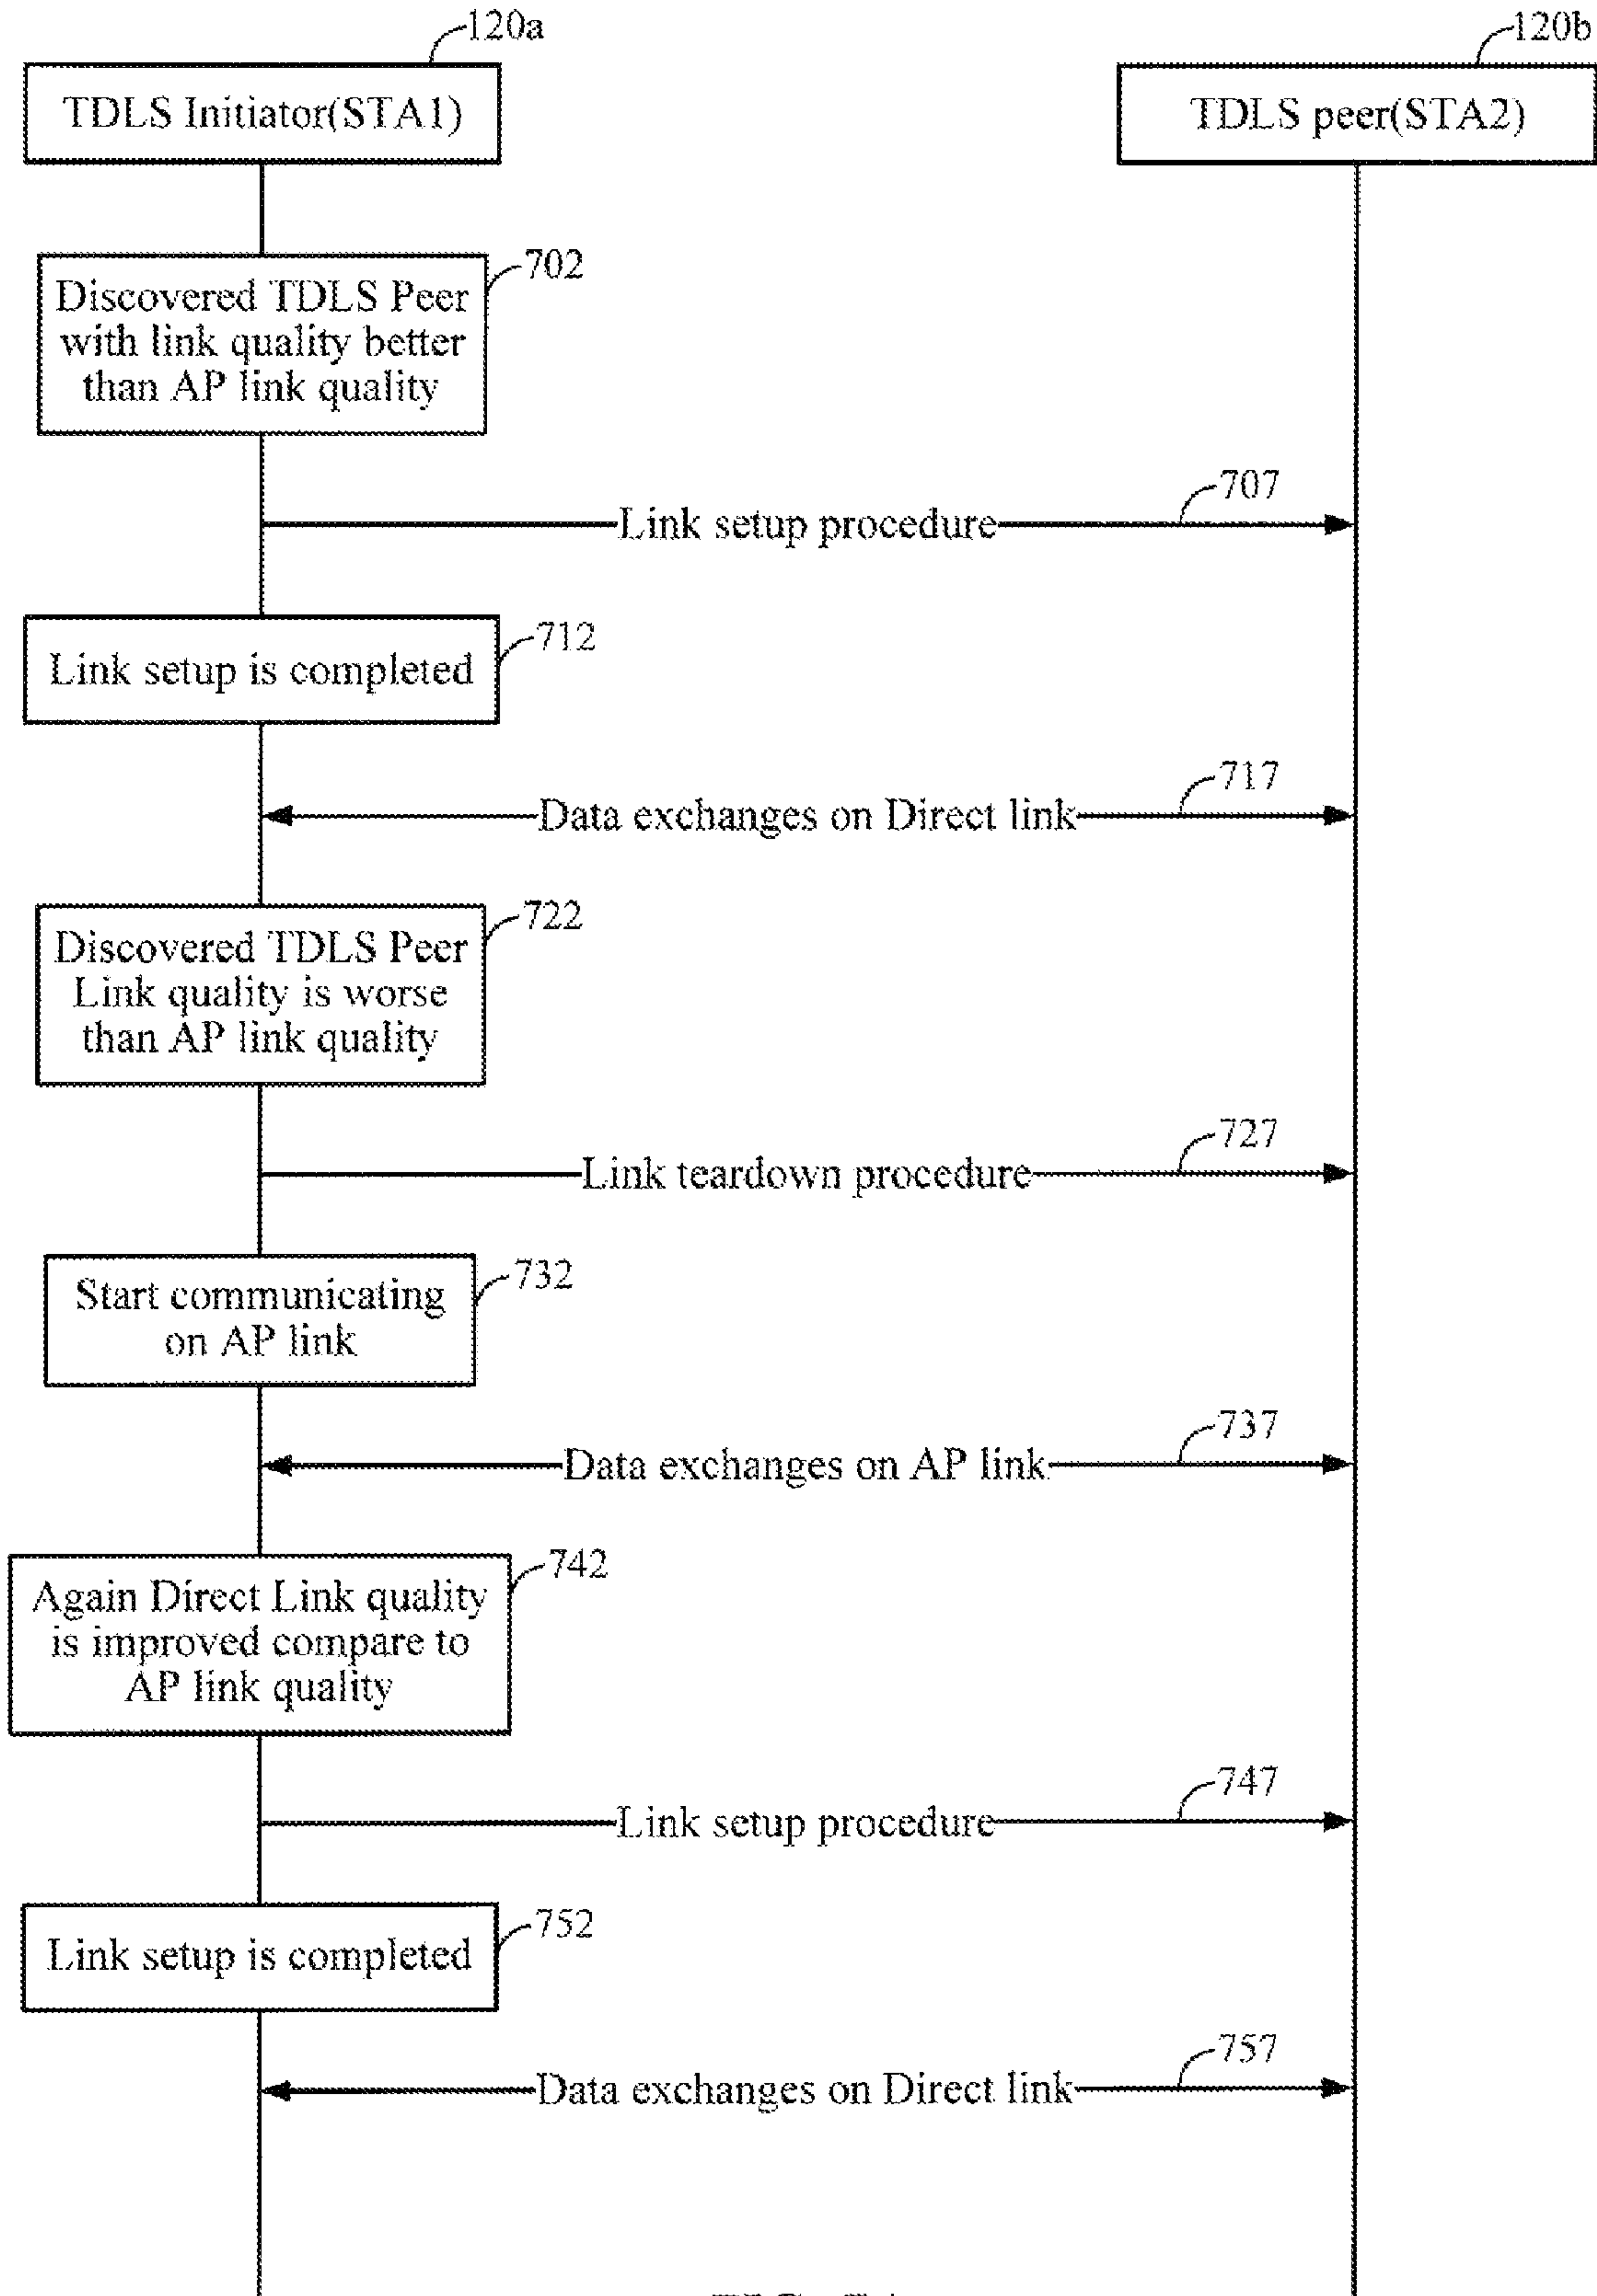 120a
120b
TDLS Initiator(STA1)
TDLS peer(STA2)
702
Discovered TDLS Peer
with link quality better
than AP link quality
707
Link setup procedure
712
Link setup is completed
717
Data exchanges on Direct link
722
Discovered TDLS Peer
Link quality is worse
than AP link quality
727
Link teardown procedure
732
Start communicating
on AP link
737
Data exchanges on AP link
742
Again Direct Link quality
is improved compare to
AP link quality
747
Link setup procedure
752
Link setup is completed
757
Data exchanges on Direct link